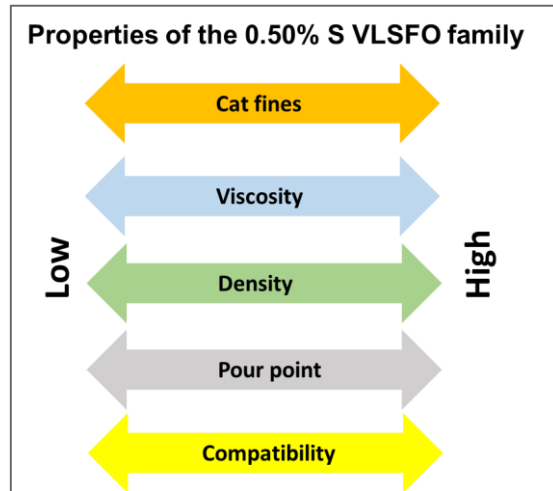 Properties of the 0.50% S VLSFO family
Cat fines
Viscosity
Low
Density
High
Pour point
Compatibility